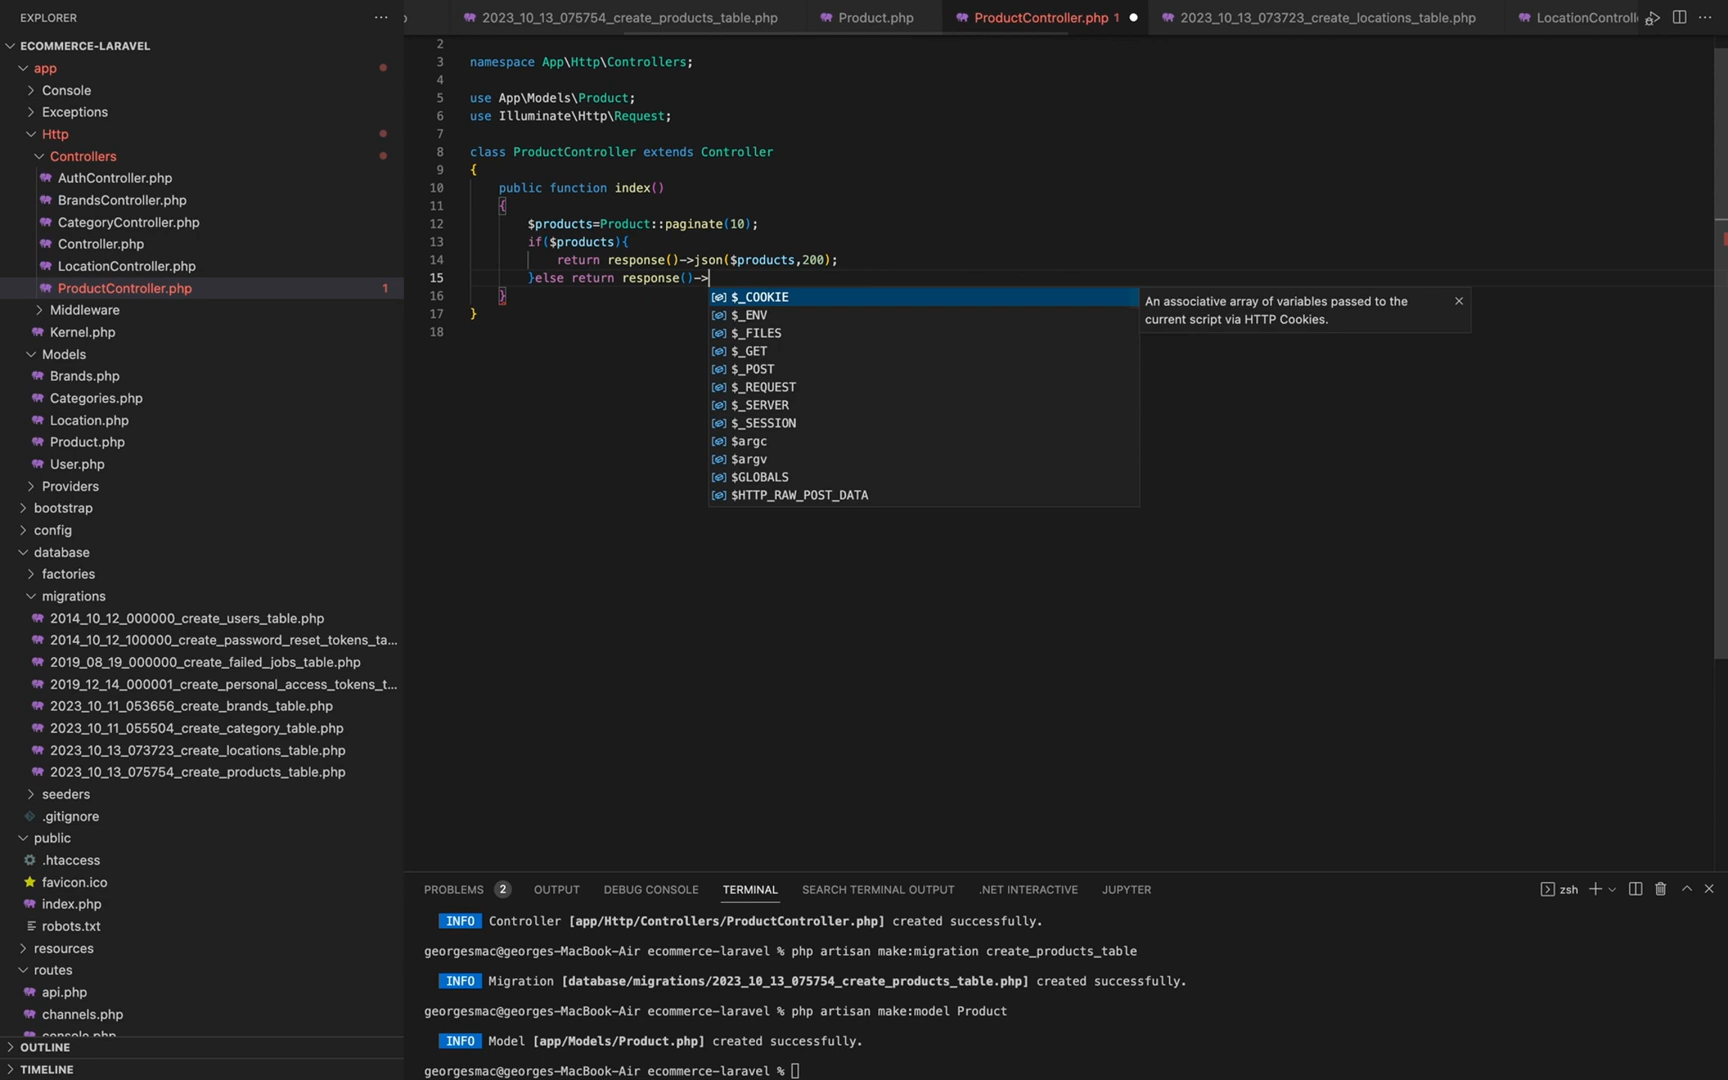 EXPLORER
ECOMMERCE-LARAVEL
app
Console
Exceptions
Http
Controllers
AuthController.php
BrandsController.php
CategoryController.php
Controller.php
LocationController.php
ProductController.php 1
Middleware
Kernel.php
Models
Brands.php
Categories.php
Location.php
Product.php
User.php
Providers
bootstrap
config
database
factories
migrations
2014_10_12_000000_create_users_table.php
2014_10_12_100000_create_password_reset_tokens_ta...
2019_08_19_000000_create_failed_jobs_table.php
2019_12_14_000001_create_personal_access_tokens_t...
2023_10_11_053656_create_brands_table.php
2023_10_11_055504_create_category_table.php
2023_10_13_073723_create_locations_table.php
2023_10_13_075754_create_products_table.php
seeders
.gitignore
public
.htaccess
favicon.ico
index.php
robots.txt
resources
routes
api.php
channels.php
console.php
OUTLINE
TIMELINE
2023_10_13_075754_create_products_table.php Product.php ProductController.php 1 2023_10_13_073723_create_locations_table.php LocationControll
2
3 namespace App\Http\Controllers;
4
5 use App\Models\Product;
6 use Illuminate\Http\Request;
7
8 class ProductController extends Controller
9 {
10 public function index()
11 {
12 $products=Product::paginate(10);
13 if($products){
14 return response()->json($products,200);
15 }else return response()->
16 }
17 }
18
$_COOKIE
$_ENV
$_FILES
$_GET
$_POST
$_REQUEST
$_SERVER
$_SESSION
$argc
$argv
$GLOBALS
$HTTP_RAW_POST_DATA
An associative array of variables passed to the
current script via HTTP Cookies.
PROBLEMS 2 OUTPUT DEBUG CONSOLE TERMINAL SEARCH TERMINAL OUTPUT .NET INTERACTIVE JUPYTER zsh
INFO Controller [app/Http/Controllers/ProductController.php] created successfully.
georgesmac@georges-MacBook-Air ecommerce-laravel % php artisan make:migration create_products_table
INFO Migration [database/migrations/2023_10_13_075754_create_products_table.php] created successfully.
georgesmac@georges-MacBook-Air ecommerce-laravel % php artisan make:model Product
INFO Model [app/Models/Product.php] created successfully.
georgesmac@georges-MacBook-Air ecommerce-laravel %